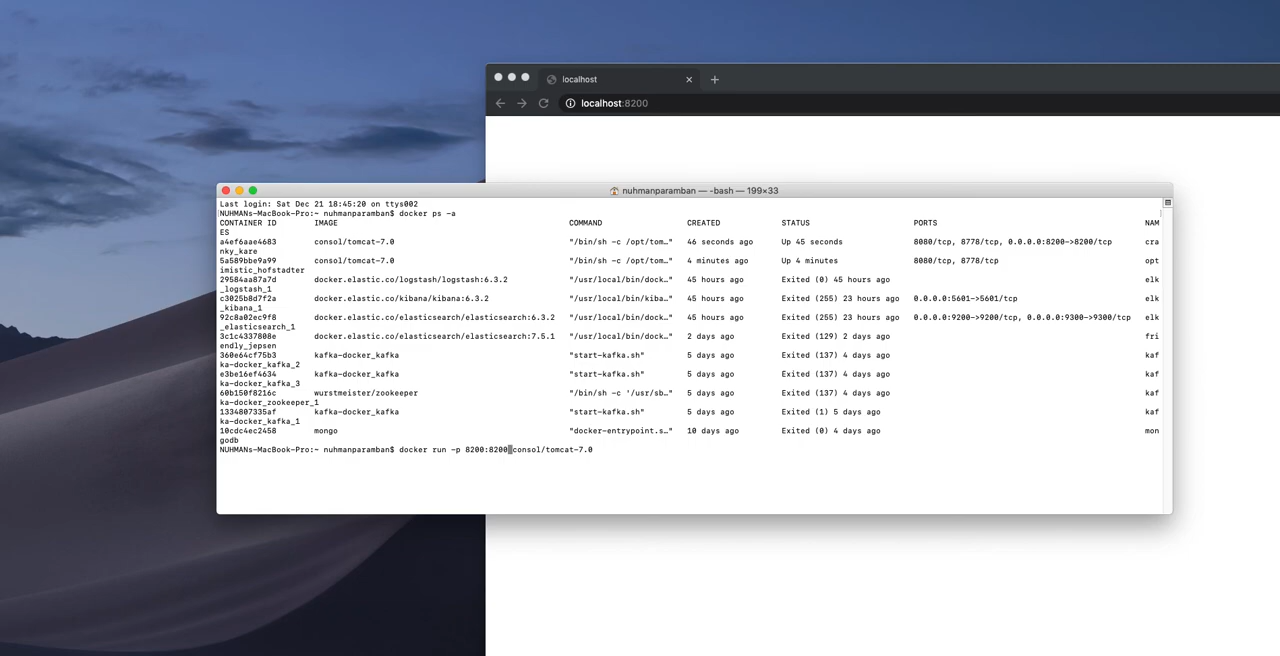 localhost
localhost:8200
nuhmanparamban — -bash — 199×33
Last login: Sat Dec 21 18:45:20 on ttys002
NUHMANs-MacBook-Pro:~ nuhmanparamban$ docker ps -a
CONTAINER ID IMAGE COMMAND CREATED STATUS PORTS NAM
ES
a4ef6aae4683 consol/tomcat-7.0 "/bin/sh -c /opt/tom…" 46 seconds ago Up 45 seconds 8080/tcp, 8778/tcp, 0.0.0.0:8200->8200/tcp cra
nky_kare
5a589bbe9a99 consol/tomcat-7.0 "/bin/sh -c /opt/tom…" 4 minutes ago Up 4 minutes 8080/tcp, 8778/tcp opt
imistic_hofstadter
29584aa87a7d docker.elastic.co/logstash/logstash:6.3.2 "/usr/local/bin/dock…" 45 hours ago Exited (0) 45 hours ago elk
_logstash_1
c3025b8d7f2a docker.elastic.co/kibana/kibana:6.3.2 "/usr/local/bin/kiba…" 45 hours ago Exited (255) 23 hours ago 0.0.0.0:5601->5601/tcp elk
_kibana_1
92c8a02ec9f8 docker.elastic.co/elasticsearch/elasticsearch:6.3.2 "/usr/local/bin/dock…" 45 hours ago Exited (255) 23 hours ago 0.0.0.0:9200->9200/tcp, 0.0.0.0:9300->9300/tcp elk
_elasticsearch_1
3c1c4337808e docker.elastic.co/elasticsearch/elasticsearch:7.5.1 "/usr/local/bin/dock…" 2 days ago Exited (129) 2 days ago fri
endly_jepsen
360e64cf75b3 kafka-docker_kafka "start-kafka.sh" 5 days ago Exited (137) 4 days ago kaf
ka-docker_kafka_2
e3be16ef4634 kafka-docker_kafka "start-kafka.sh" 5 days ago Exited (137) 4 days ago kaf
ka-docker_kafka_3
60b150f8216c wurstmeister/zookeeper "/bin/sh -c '/usr/sb…" 5 days ago Exited (137) 4 days ago kaf
ka-docker_zookeeper_1
1334807335af kafka-docker_kafka "start-kafka.sh" 5 days ago Exited (1) 5 days ago kaf
ka-docker_kafka_1
10cdc4ec2458 mongo "docker-entrypoint.s…" 10 days ago Exited (0) 4 days ago mon
godb
NUHMANs-MacBook-Pro:~ nuhmanparamban$ docker run -p 8200:8200 consol/tomcat-7.0